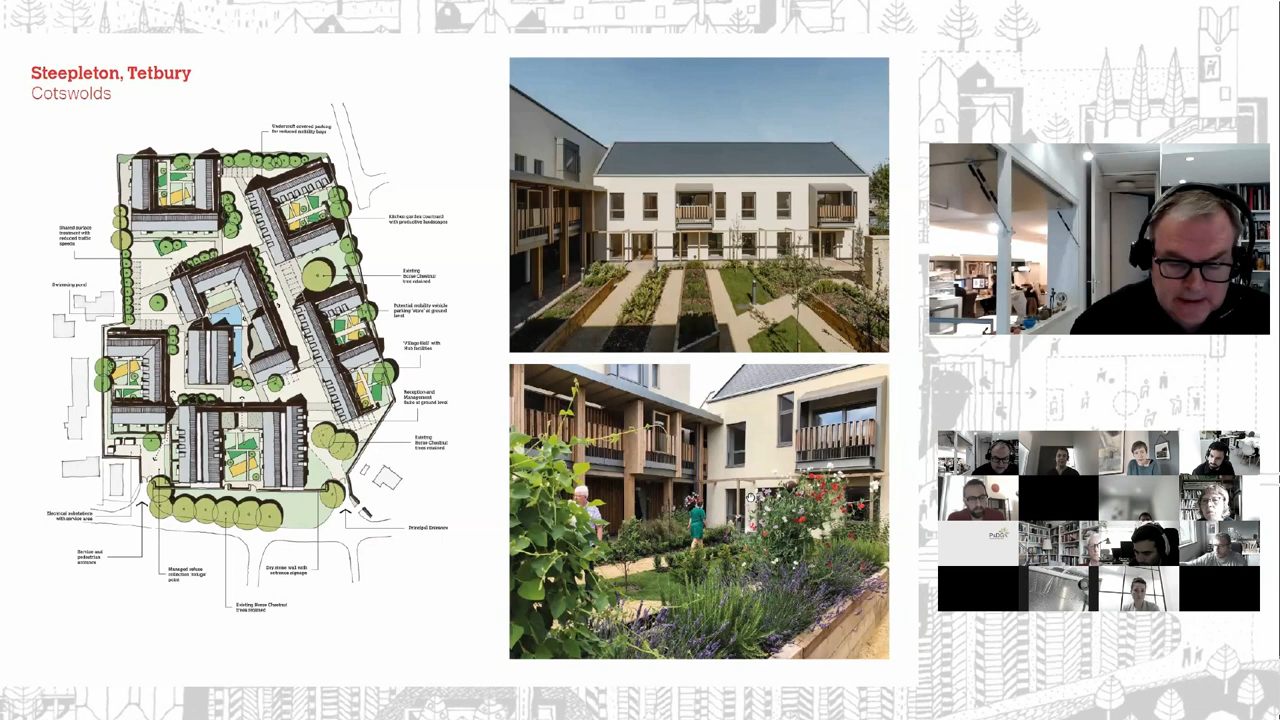 Steepleton, Tetbury
Cotswolds
Undercroft covered parking
for reduced mobility bays
Kitchen garden courtyard
with productive landscapes
Shared surface
treatment with
reduced traffic
speeds
Existing
Horse Chestnut
tree retained
Swimming pool
Potential mobility vehicle
parking 'store' at ground
level
'Village Hall' with
Hub facilities
Reception and
Management
Suite at ground level
Existing
Horse Chestnut
tree retained
Electrical substations
with service area
Principal Entrance
Service and
pedestrian
entrance
Managed refuse
collection
point
Dry stone wall with
entrance signage
Existing Horse Chestnut
trees retained